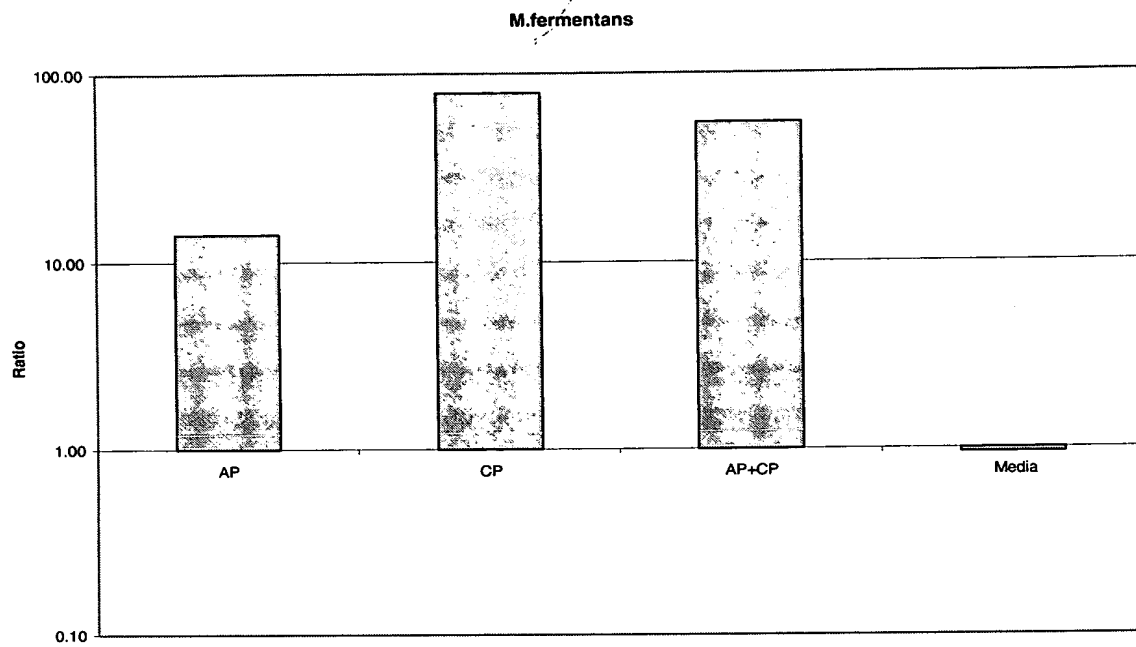 M.fermentans
100.00
10.00
1.00
0.10
Ratio
AP
CP
AP+CP
Media